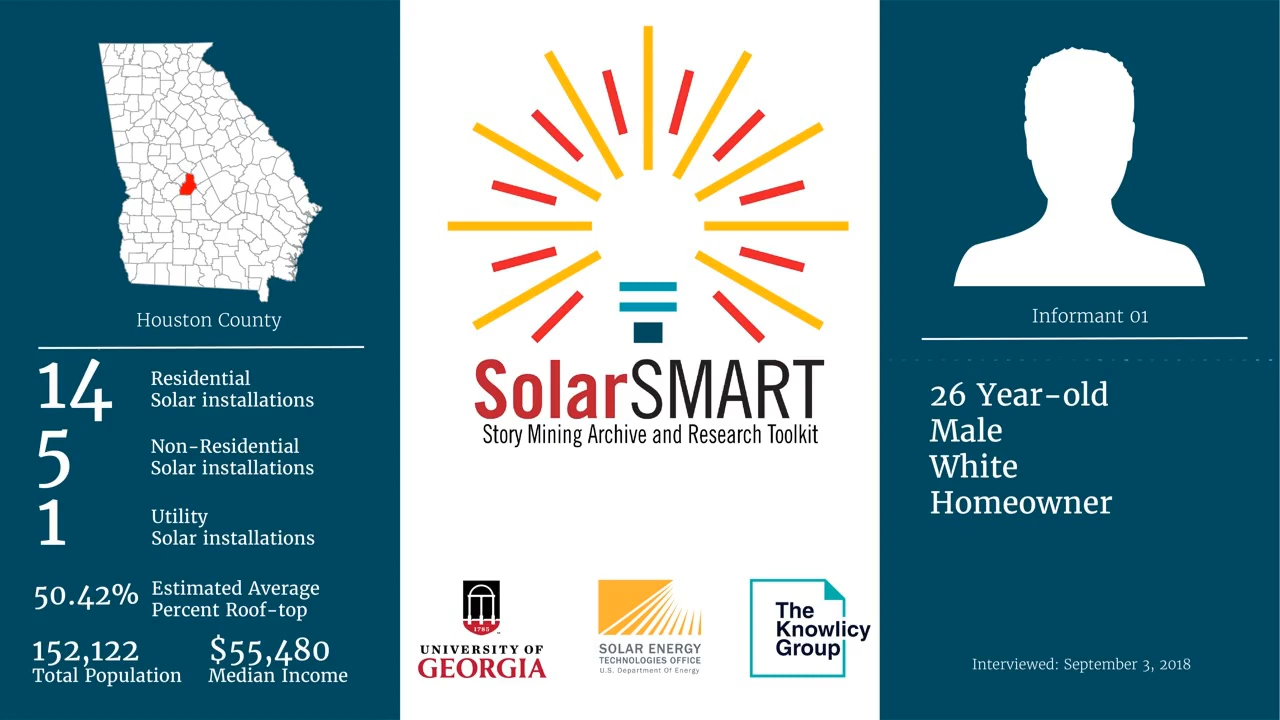 Houston County
14
Residential
Solar installations
5
Non-Residential
Solar installations
1
Utility
Solar installations
50.42%
Estimated Average
Percent Roof-top
152,122
Total Population
$55,480
Median Income
SolarSMART
Story Mining Archive and Research Toolkit
1785
UNIVERSITY OF
GEORGIA
SOLAR ENERGY
TECHNOLOGIES OFFICE
U.S. Department Of Energy
The
Knowlicy
Group
Informant 01
26 Year-old
Male
White
Homeowner
Interviewed: September 3, 2018